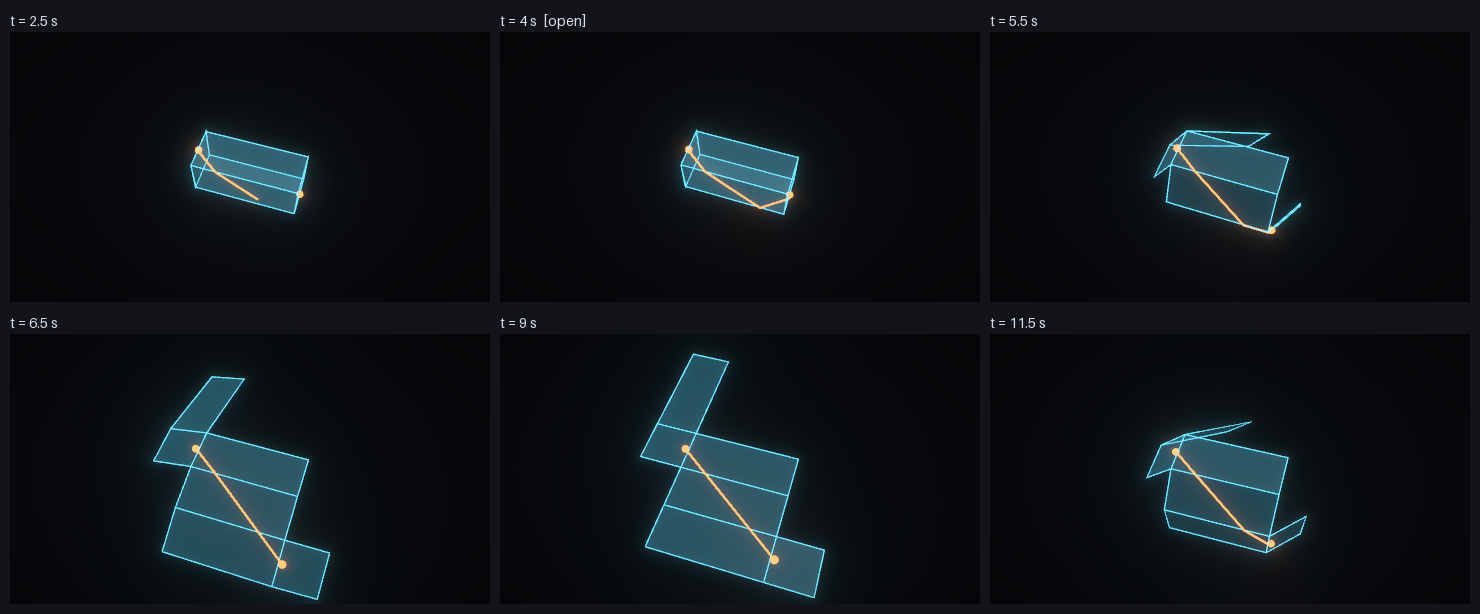 t = 2.5 s
t = 4 s [open]
t = 5.5 s
t = 6.5 s
t = 9 s
t = 11.5 s